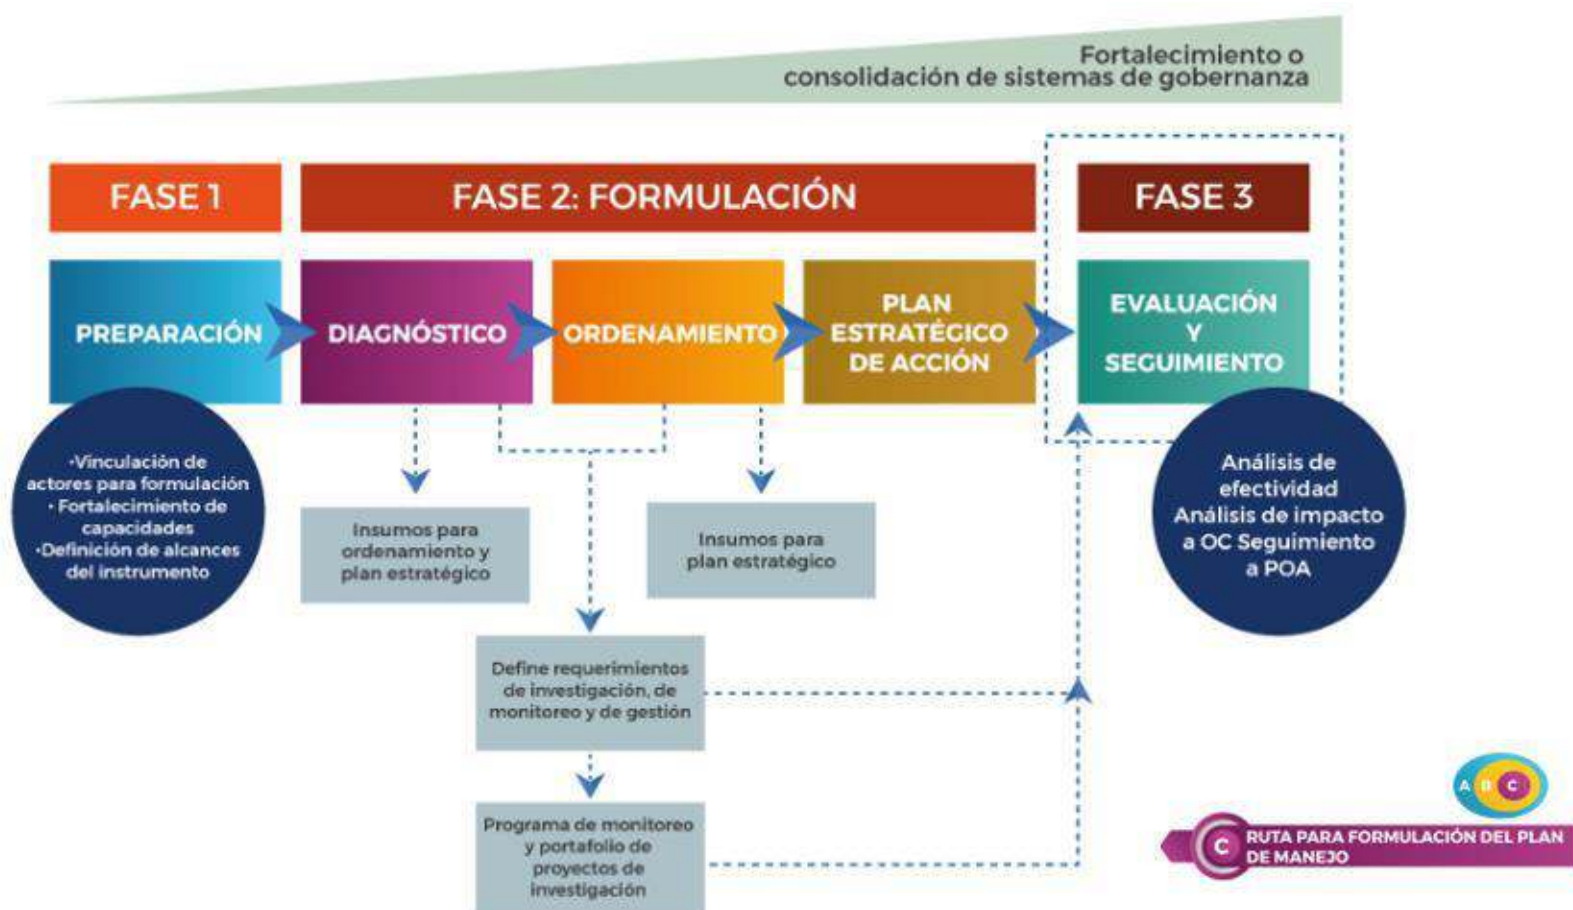 Fortalecimiento o
consolidación de sistemas de gobernanza
FASE 1
FASE 2: FORMULACIÓN
FASE 3
PREPARACIÓN
DIAGNÓSTICO
ORDENAMIENTO
PLAN
ESTRATÉGICO
DE ACCIÓN
EVALUACIÓN
Y
SEGUIMIENTO
•Vinculación de
actores para formulación
• Fortalecimiento de
capacidades
•Definición de alcances
del instrumento
Insumos para
ordenamiento y
plan estratégico
Insumos para
plan estratégico
Análisis de
efectividad
Análisis de impacto
a OC Seguimiento
a POA
Define requerimientos
de investigación, de
monitoreo y de gestión
Programa de monitoreo
y portafolio de
proyectos de
investigación
A B C
C
RUTA PARA FORMULACIÓN DEL PLAN
DE MANEJO